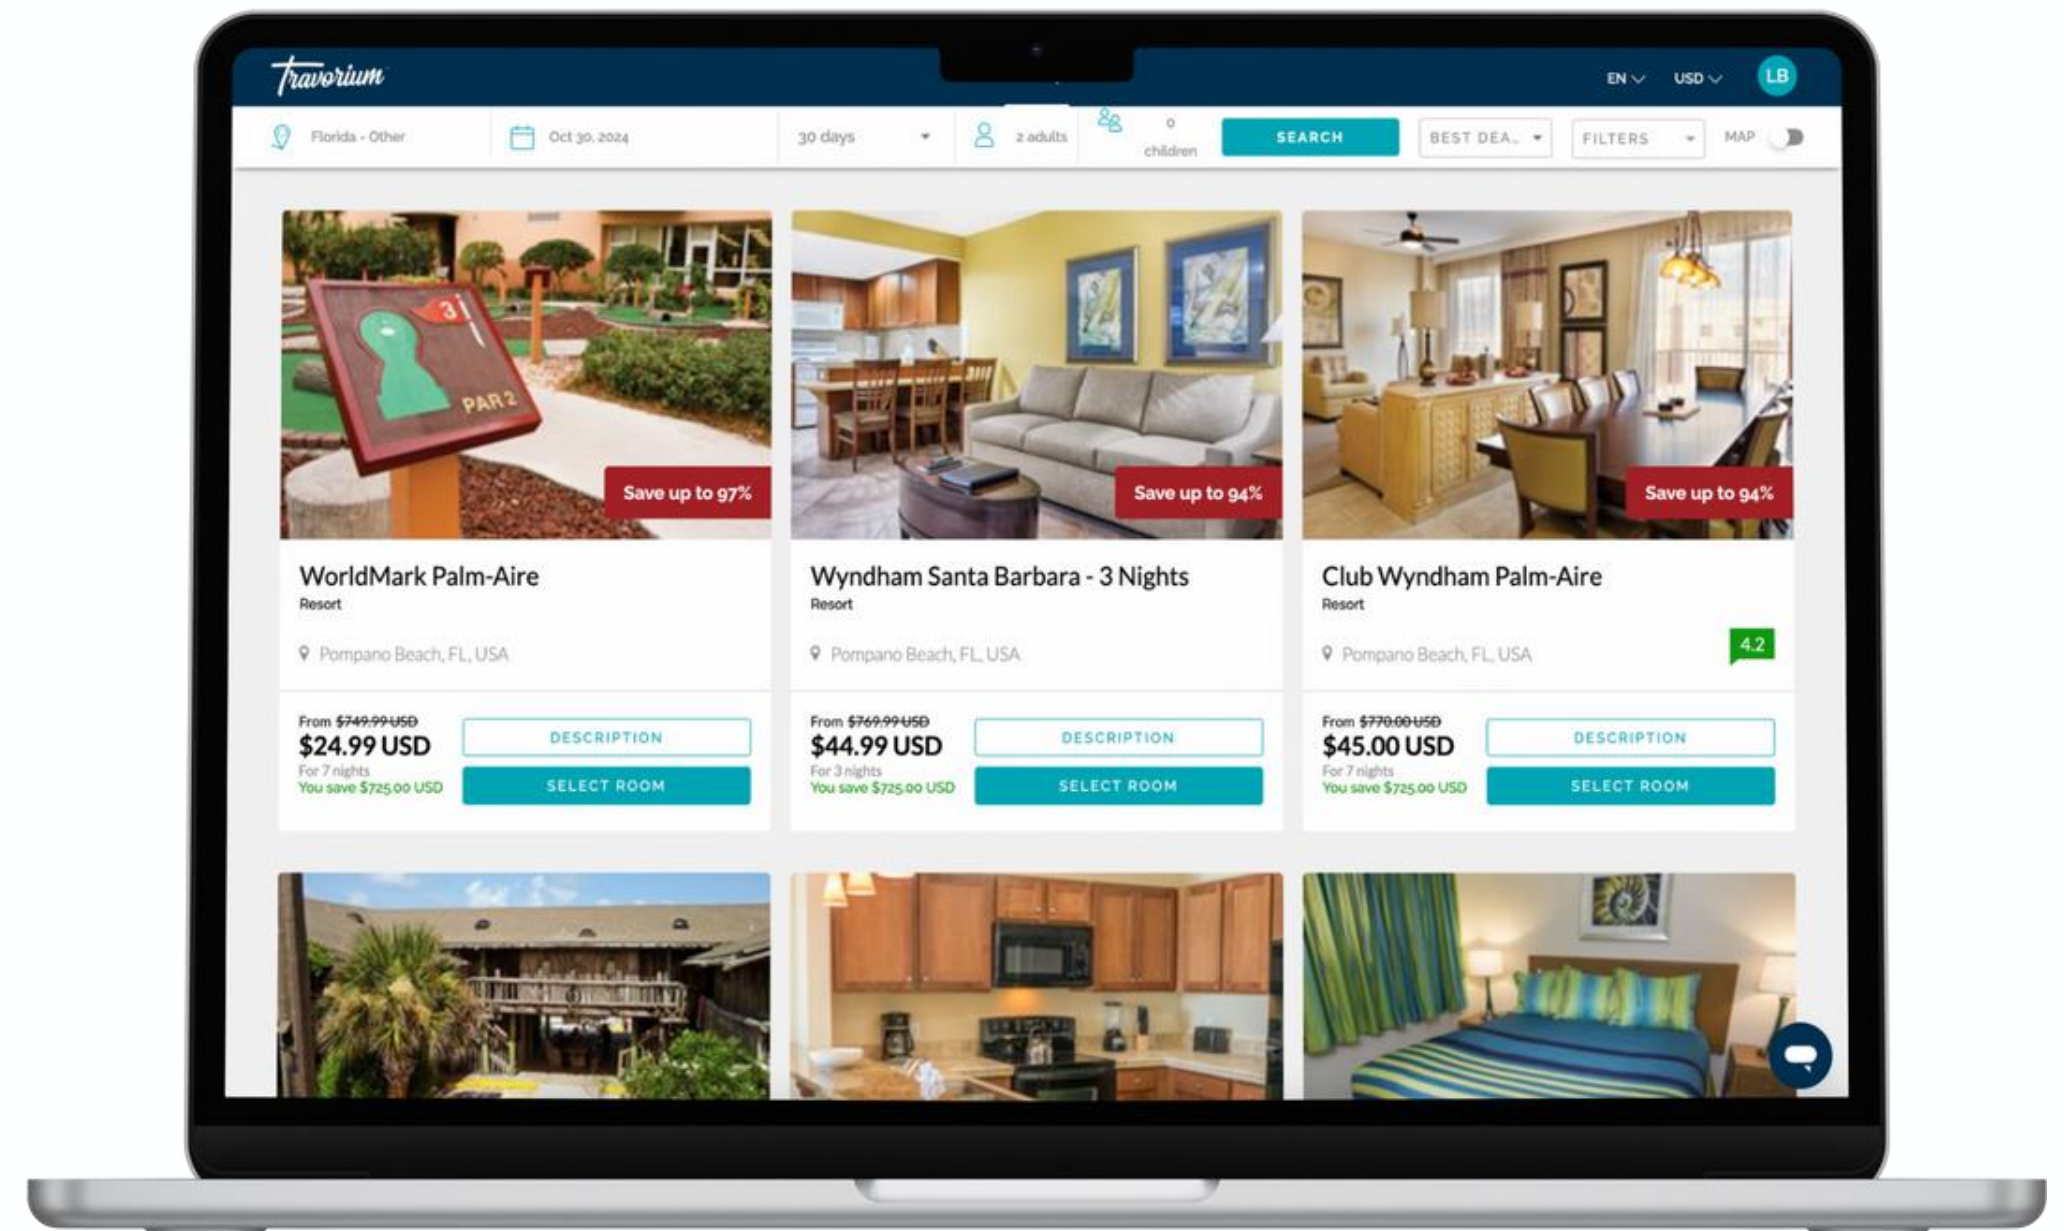 Travorium
EN
USD
LB
Florida - Other
Oct 30, 2024
30 days
2 adults
0
children
SEARCH
BEST DEA..
FILTERS
MAP
3
PAR 2
Save up to 97%
Save up to 94%
Save up to 94%
WorldMark Palm-Aire
Resort
Pompano Beach, FL, USA
From $749.99 USD
$24.99 USD
For 7 nights
You save $725.00 USD
DESCRIPTION
SELECT ROOM
Wyndham Santa Barbara - 3 Nights
Resort
Pompano Beach, FL, USA
From $769.99 USD
$44.99 USD
For 3 nights
You save $725.00 USD
DESCRIPTION
SELECT ROOM
Club Wyndham Palm-Aire
Resort
Pompano Beach, FL, USA
4.2
From $770.00 USD
$45.00 USD
For 7 nights
You save $725.00 USD
DESCRIPTION
SELECT ROOM